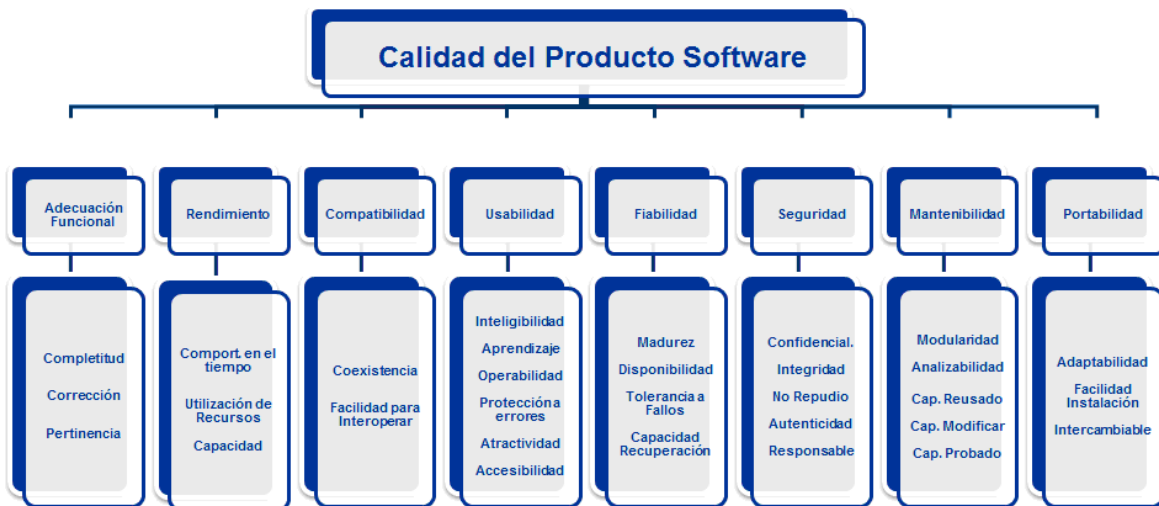 Calidad del Producto Software
Adecuación
Funcional
Rendimiento
Compatibilidad
Usabilidad
Fiabilidad
Seguridad
Mantenibilidad
Portabilidad
Completitud
Corrección
Pertinencia
Comport. en el
tiempo
Utilización de
Recursos
Capacidad
Coexistencia
Facilidad para
Interoperar
Inteligibilidad
Aprendizaje
Operabilidad
Protección a
errores
Atractividad
Accesibilidad
Madurez
Disponibilidad
Tolerancia a
Fallos
Capacidad
Recuperación
Confidencial.
Integridad
No Repudio
Autenticidad
Responsable
Modularidad
Analizabilidad
Cap. Reusado
Cap. Modificar
Cap. Probado
Adaptabilidad
Facilidad
Instalación
Intercambiable